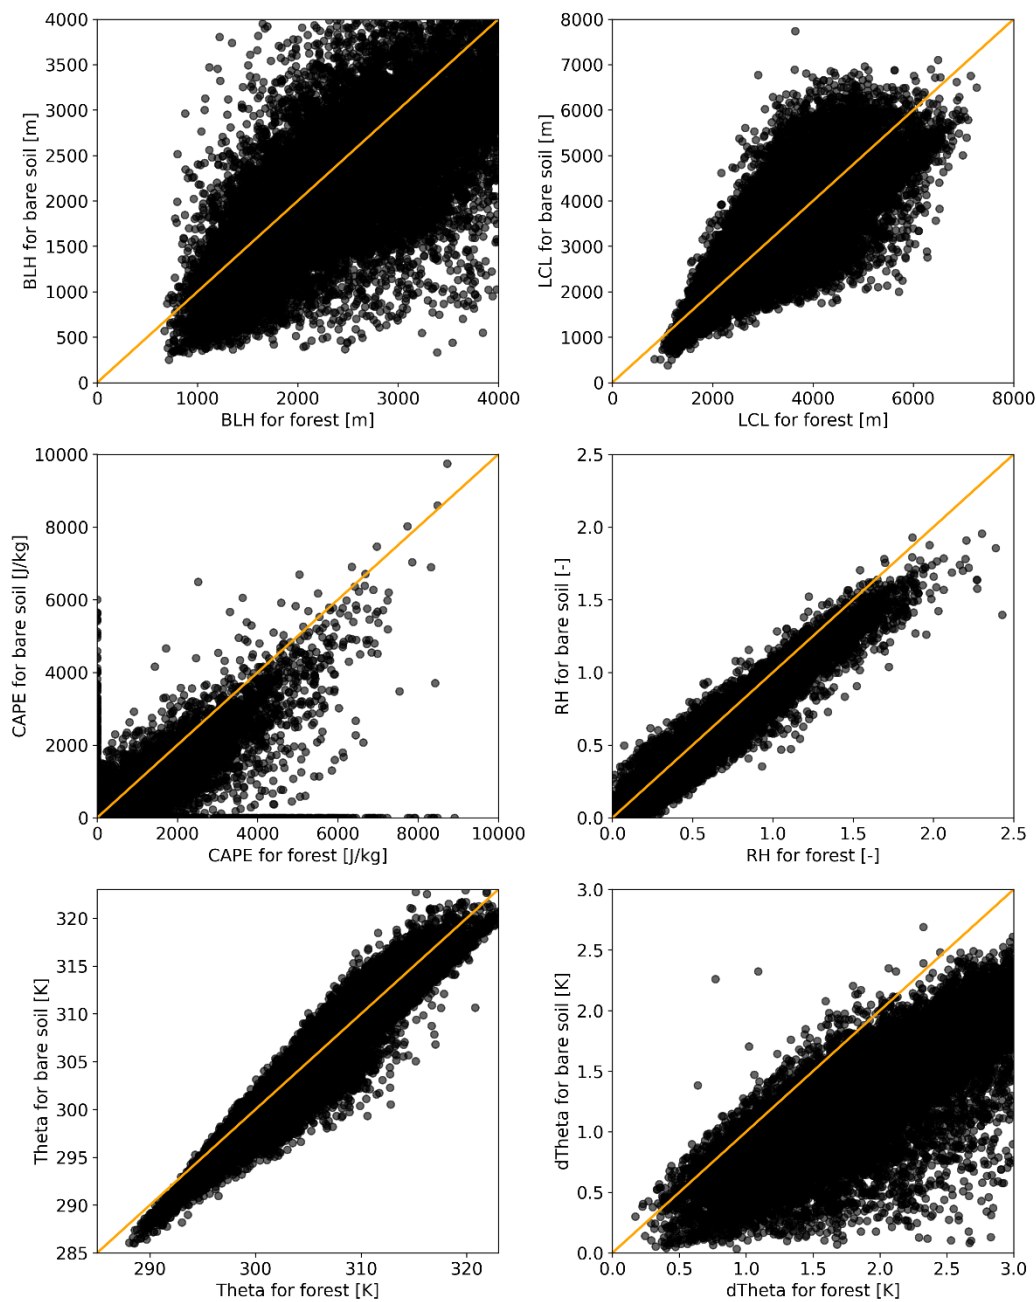 4000
3500
3000
2500
2000
1500
1000
500
0
BLH for bare soil [m]
0 1000 2000 3000 4000
BLH for forest [m]
8000
7000
6000
5000
4000
3000
2000
1000
0
LCL for bare soil [m]
0 2000 4000 6000 8000
LCL for forest [m]
10000
8000
6000
4000
2000
0
CAPE for bare soil [J/kg]
0 2000 4000 6000 8000 10000
CAPE for forest [J/kg]
2.5
2.0
1.5
1.0
0.5
0.0
RH for bare soil [-]
0.0 0.5 1.0 1.5 2.0 2.5
RH for forest [-]
320
315
310
305
300
295
290
285
Theta for bare soil [K]
290 300 310 320
Theta for forest [K]
3.0
2.5
2.0
1.5
1.0
0.5
0.0
dTheta for bare soil [K]
0.0 0.5 1.0 1.5 2.0 2.5 3.0
dTheta for forest [K]